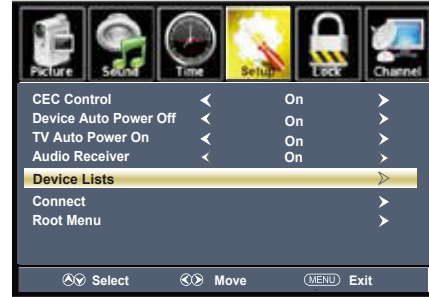 Picture Sound Time Setup Lock Channel
CEC Control On
Device Auto Power Off On
TV Auto Power On On
Audio Receiver On
Device Lists
Connect
Root Menu
Select Move MENU Exit